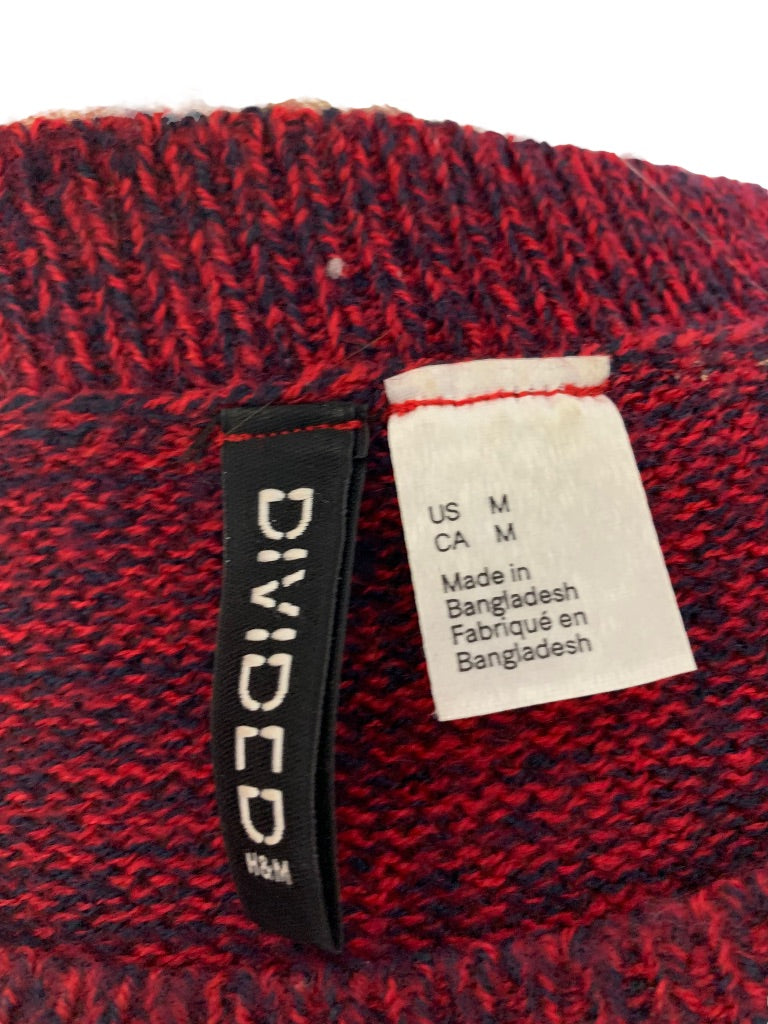 DIVIDED
H&M
US M
CA M
Made in
Bangladesh
Fabriqué en
Bangladesh